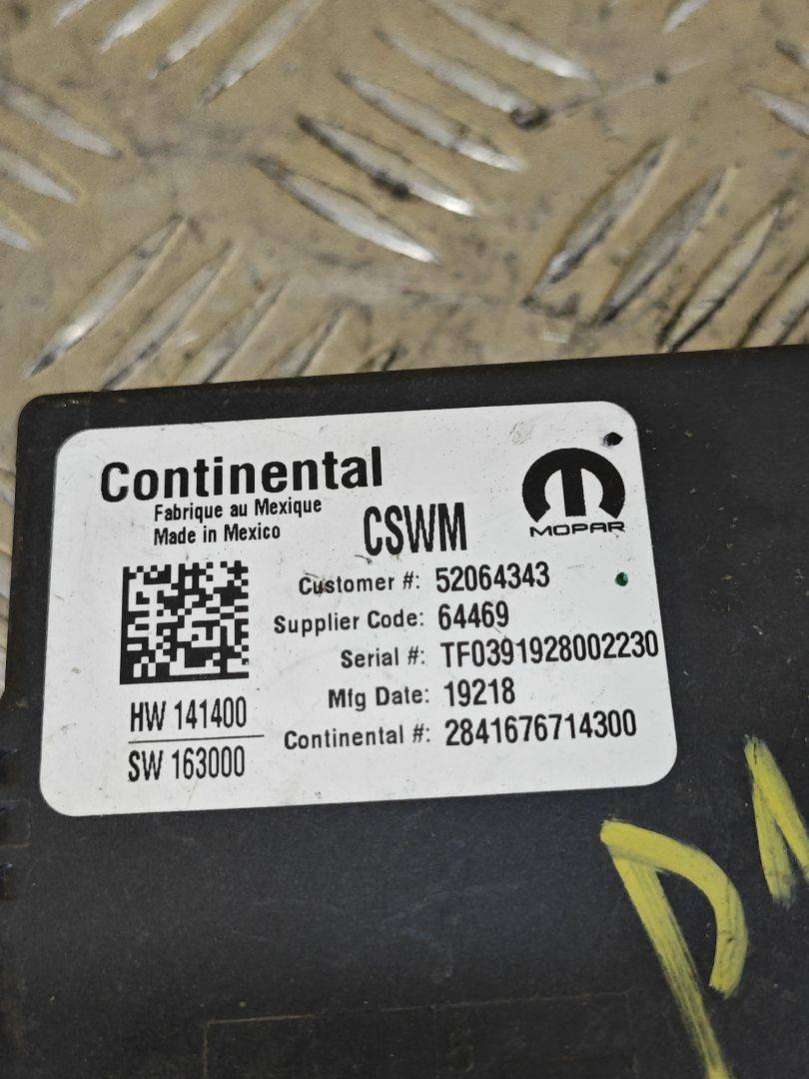 Continental
Fabrique au Mexique
Made in Mexico
CSWM
MOPAR
Customer #: 52064343
Supplier Code: 64469
Serial #: TF0391928002230
Mfg Date: 19218
Continental #: 2841676714300
HW 141400
SW 163000